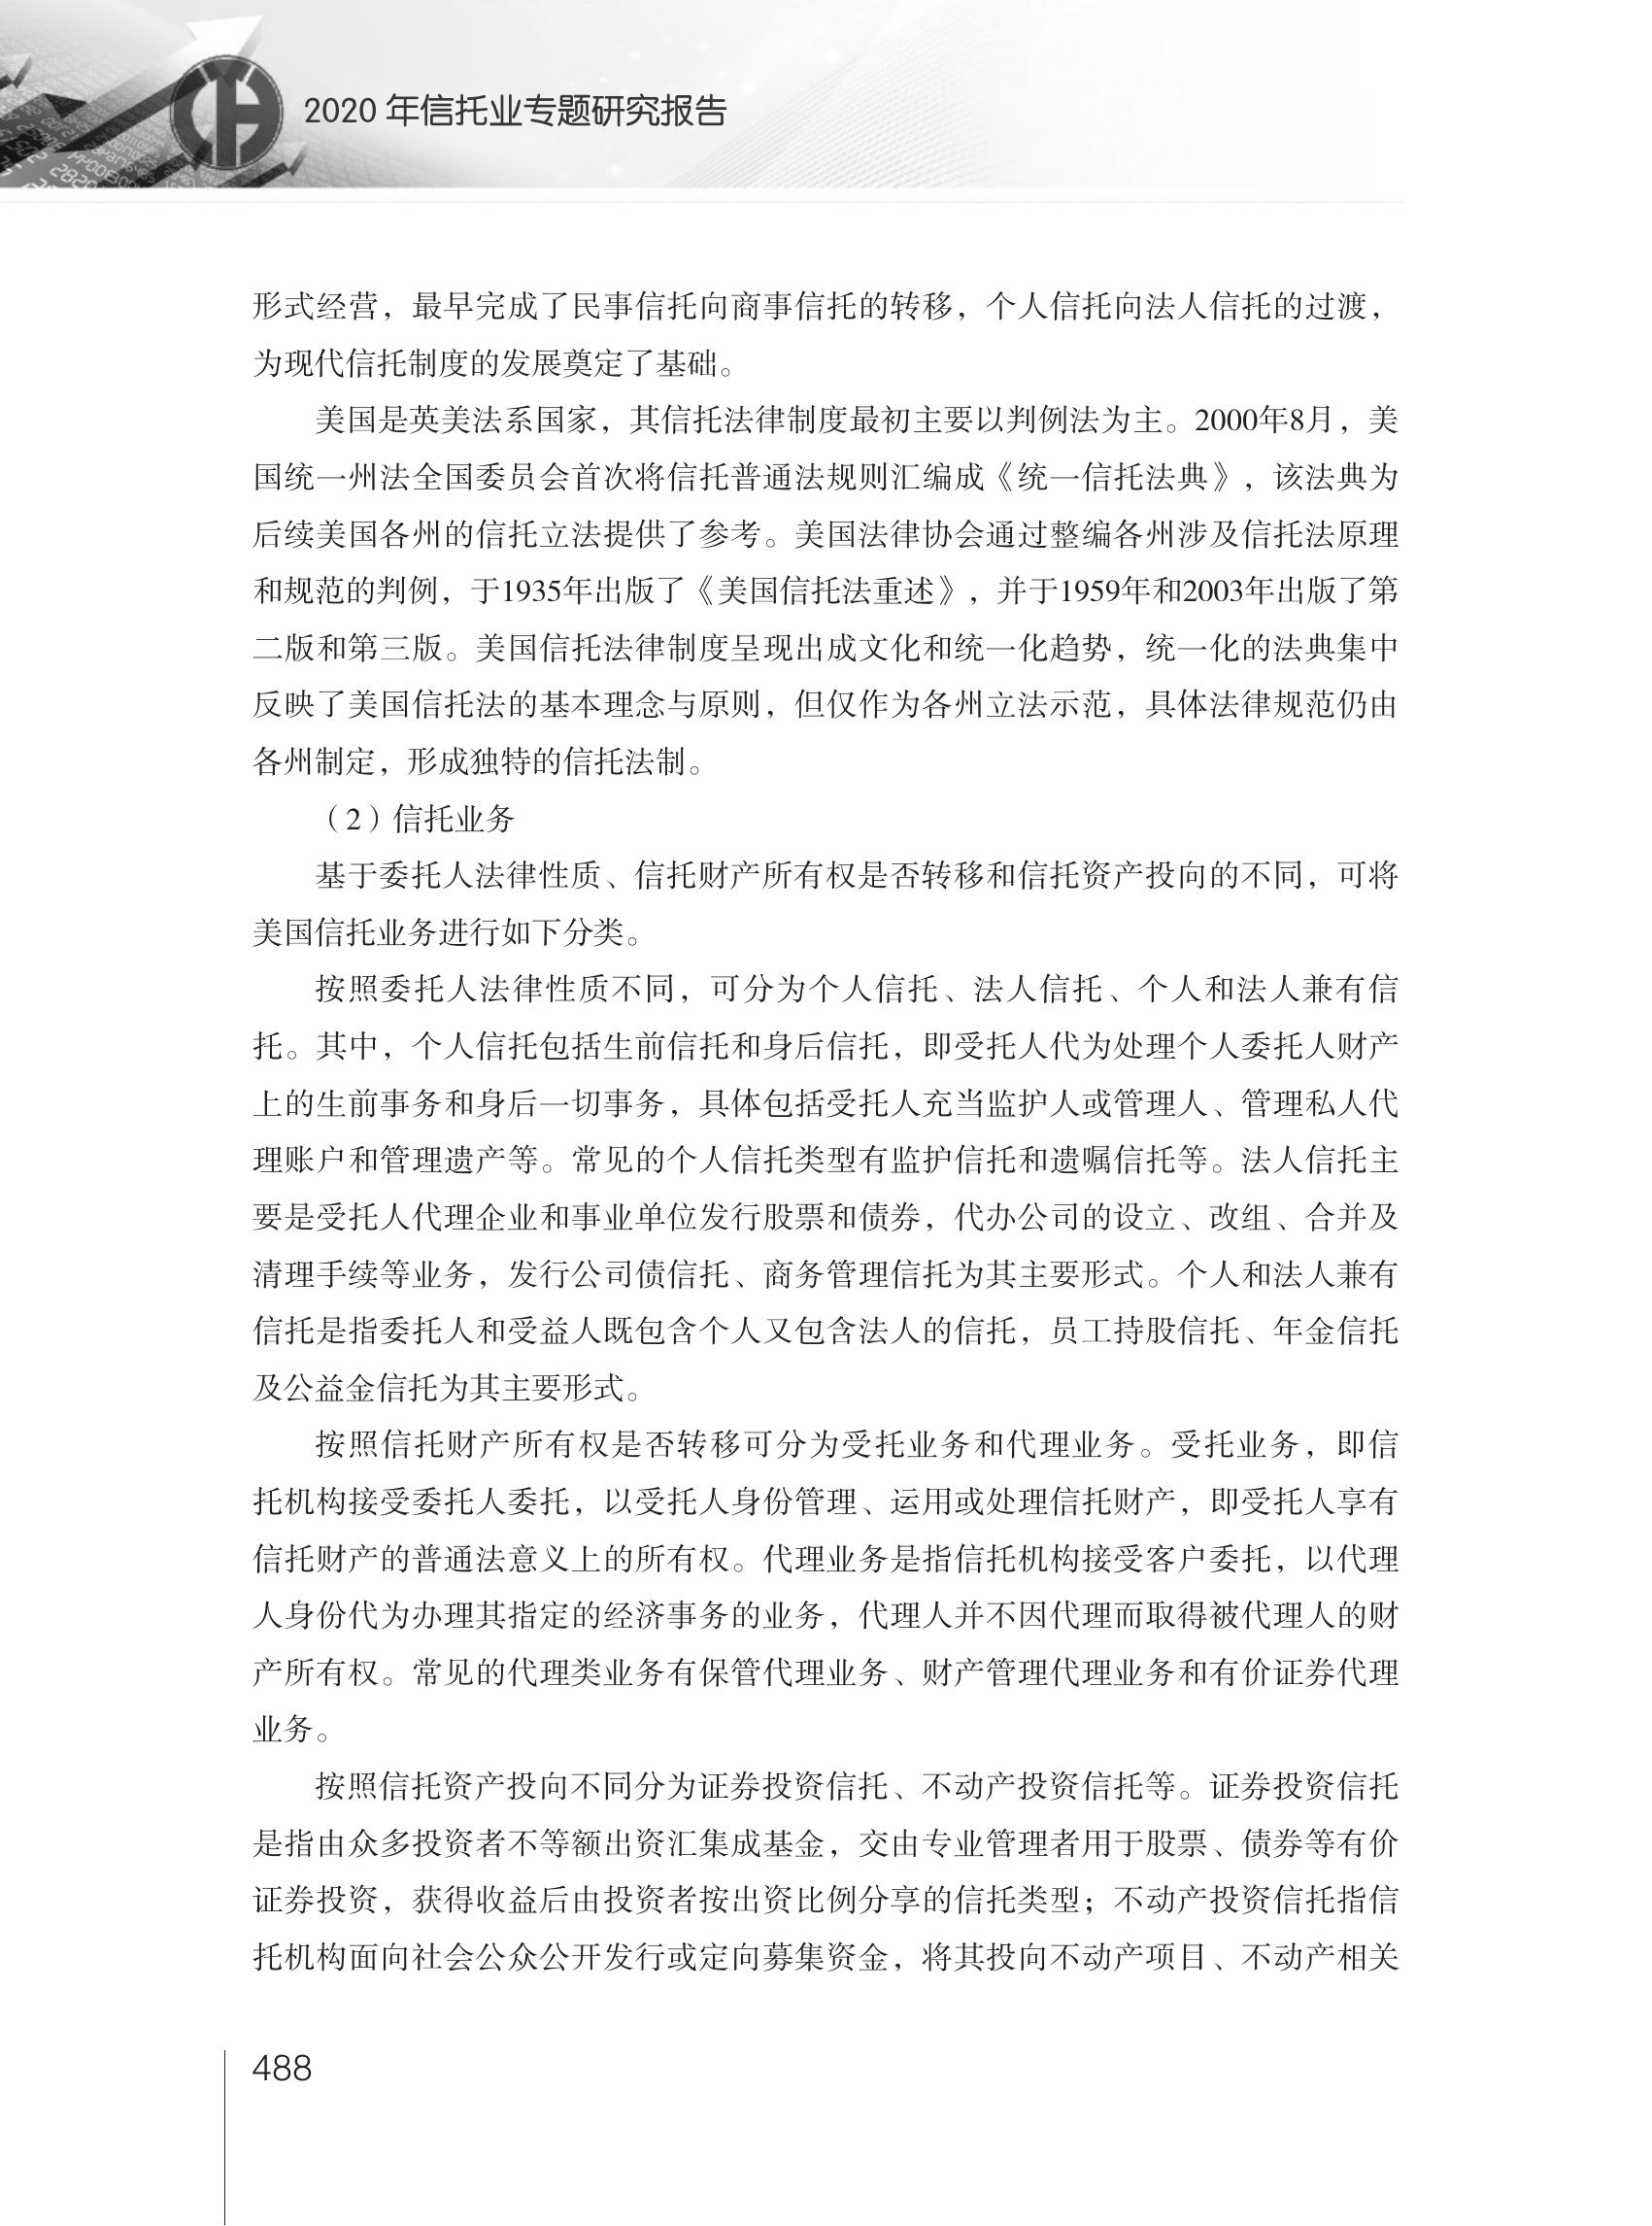 2020 年信托业专题研究报告
形式经营，最早完成了民事信托向商事信托的转移，个人信托向法人信托的过渡，
为现代信托制度的发展奠定了基础。
美国是英美法系国家，其信托法律制度最初主要以判例法为主。2000年8月，美
国统一州法全国委员会首次将信托普通法规则汇编成《统一信托法典》，该法典为
后续美国各州的信托立法提供了参考。美国法律协会通过整编各州涉及信托法原理
和规范的判例，于1935年出版了《美国信托法重述》，并于1959年和2003年出版了第
二版和第三版。美国信托法律制度呈现出成文化和统一化趋势，统一化的法典集中
反映了美国信托法的基本理念与原则，但仅作为各州立法示范，具体法律规范仍由
各州制定，形成独特的信托法制。
（2）信托业务
基于委托人法律性质、信托财产所有权是否转移和信托资产投向的不同，可将
美国信托业务进行如下分类。
按照委托人法律性质不同，可分为个人信托、法人信托、个人和法人兼有信
托。其中，个人信托包括生前信托和身后信托，即受托人代为处理个人委托人财产
上的生前事务和身后一切事务，具体包括受托人充当监护人或管理人、管理私人代
理账户和管理遗产等。常见的个人信托类型有监护信托和遗嘱信托等。法人信托主
要是受托人代理企业和事业单位发行股票和债券，代办公司的设立、改组、合并及
清理手续等业务，发行公司债信托、商务管理信托为其主要形式。个人和法人兼有
信托是指委托人和受益人既包含个人又包含法人的信托，员工持股信托、年金信托
及公益金信托为其主要形式。
按照信托财产所有权是否转移可分为受托业务和代理业务。受托业务，即信
托机构接受委托人委托，以受托人身份管理、运用或处理信托财产，即受托人享有
信托财产的普通法意义上的所有权。代理业务是指信托机构接受客户委托，以代理
人身份代为办理其指定的经济事务的业务，代理人并不因代理而取得被代理人的财
产所有权。常见的代理类业务有保管代理业务、财产管理代理业务和有价证券代理
业务。
按照信托资产投向不同分为证券投资信托、不动产投资信托等。证券投资信托
是指由众多投资者不等额出资汇集成基金，交由专业管理者用于股票、债券等有价
证券投资，获得收益后由投资者按出资比例分享的信托类型；不动产投资信托指信
托机构面向社会公众公开发行或定向募集资金，将其投向不动产项目、不动产相关
488